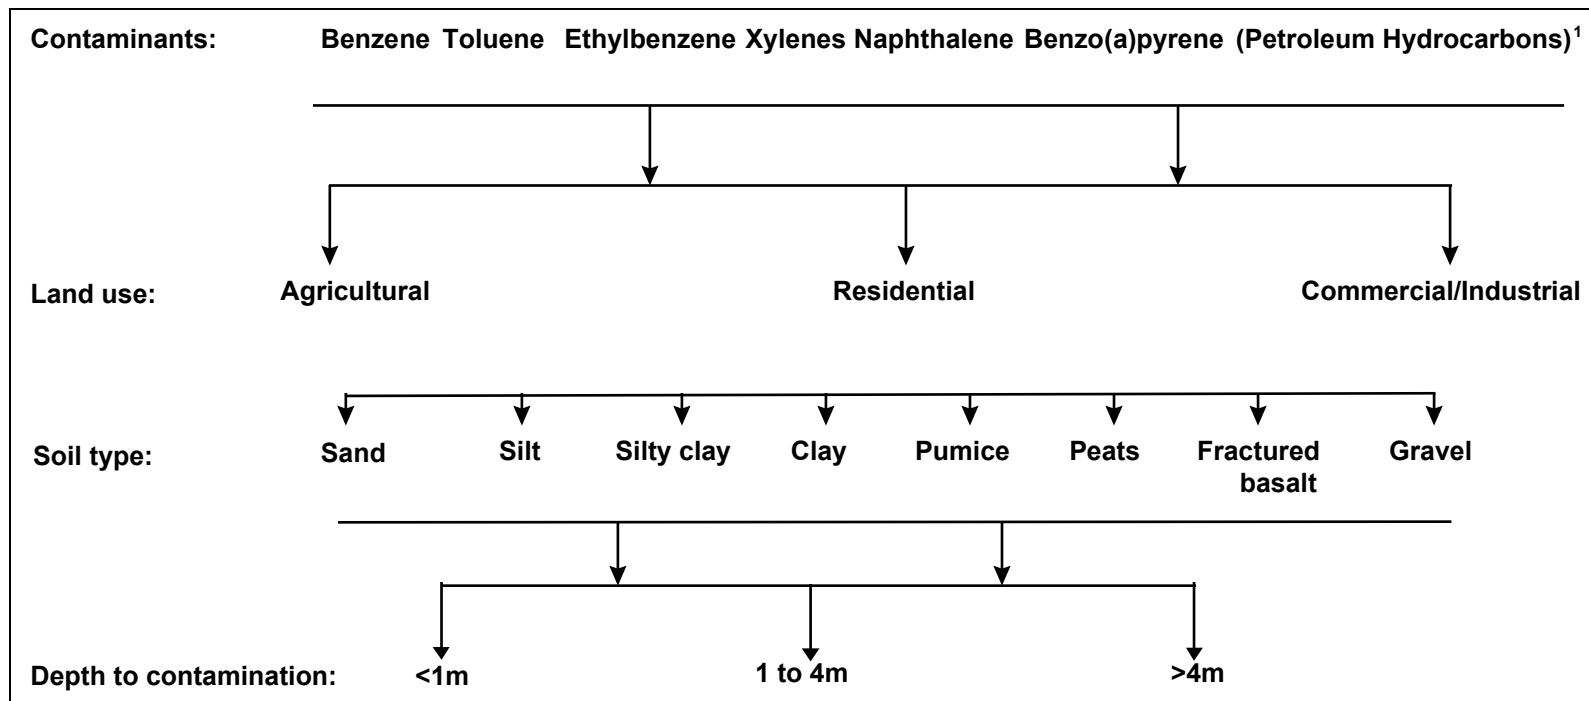 Contaminants: Benzene Toluene Ethylbenzene Xylenes Naphthalene Benzo(a)pyrene (Petroleum Hydrocarbons)¹
Land use: Agricultural Residential Commercial/Industrial
Soil type: Sand Silt Silty clay Clay Pumice Peats Fractured Gravel
basalt
Depth to contamination: <1m 1 to 4m >4m